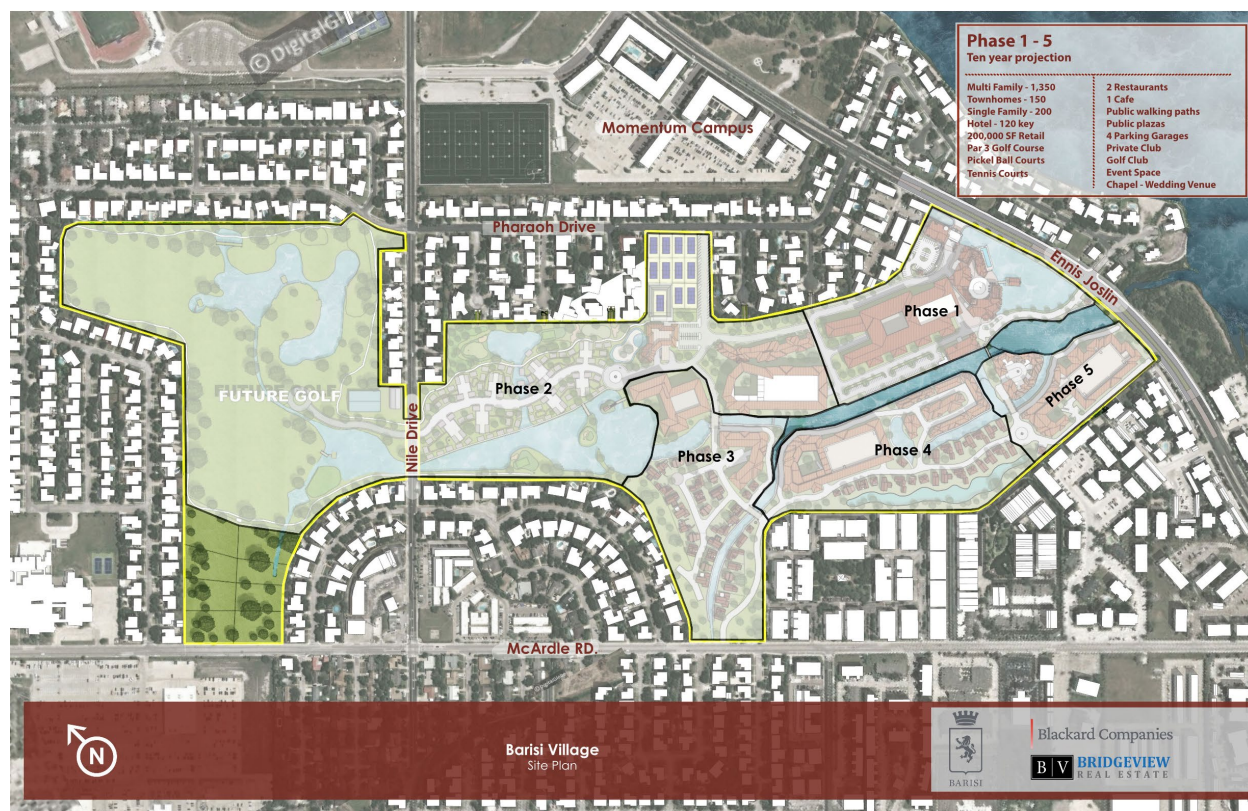 © DigitalGl
Phase 1 - 5
Ten year projection
Multi Family - 1,350
Townhomes - 150
Single Family - 200
Hotel - 120 key
200,000 SF Retail
Par 3 Golf Course
Pickel Ball Courts
Tennis Courts
2 Restaurants
1 Cafe
Public walking paths
Public plazas
4 Parking Garages
Private Club
Golf Club
Event Space
Chapel - Wedding Venue
Momentum Campus
Pharaoh Drive
Ennis Joslin
Phase 1
Phase 2
Phase 5
FUTURE GOLF
Nile Drive
Phase 3
Phase 4
McArdle RD.
N
Barisi Village
Site Plan
BARISI
Blackard Companies
B V BRIDGEVIEW
REAL ESTATE